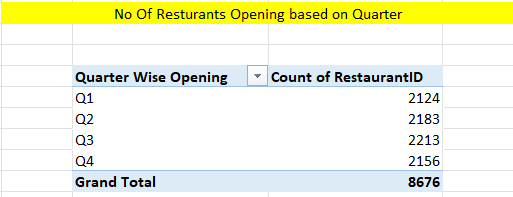 No Of Resturants Opening based on Quarter
Quarter Wise Opening Count of RestaurantID
Q1 2124
Q2 2183
Q3 2213
Q4 2156
Grand Total 8676